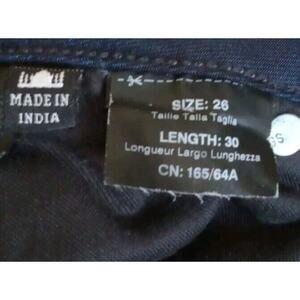 MADE IN
INDIA
SIZE: 26
Taille Talla Taglia
LENGTH: 30
Longueur Largo Lunghezza
CN: 165/64A